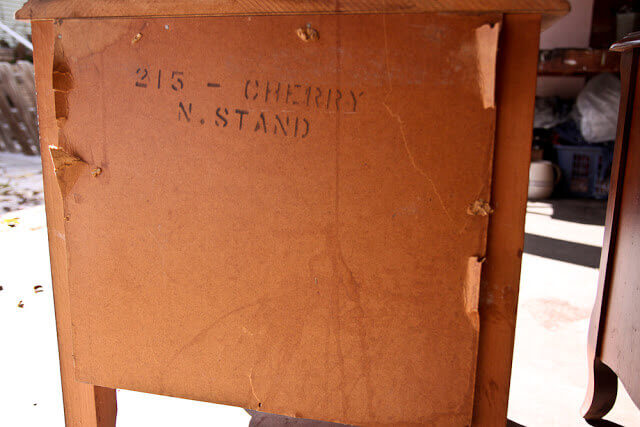 215 - CHERRY
N. STAND